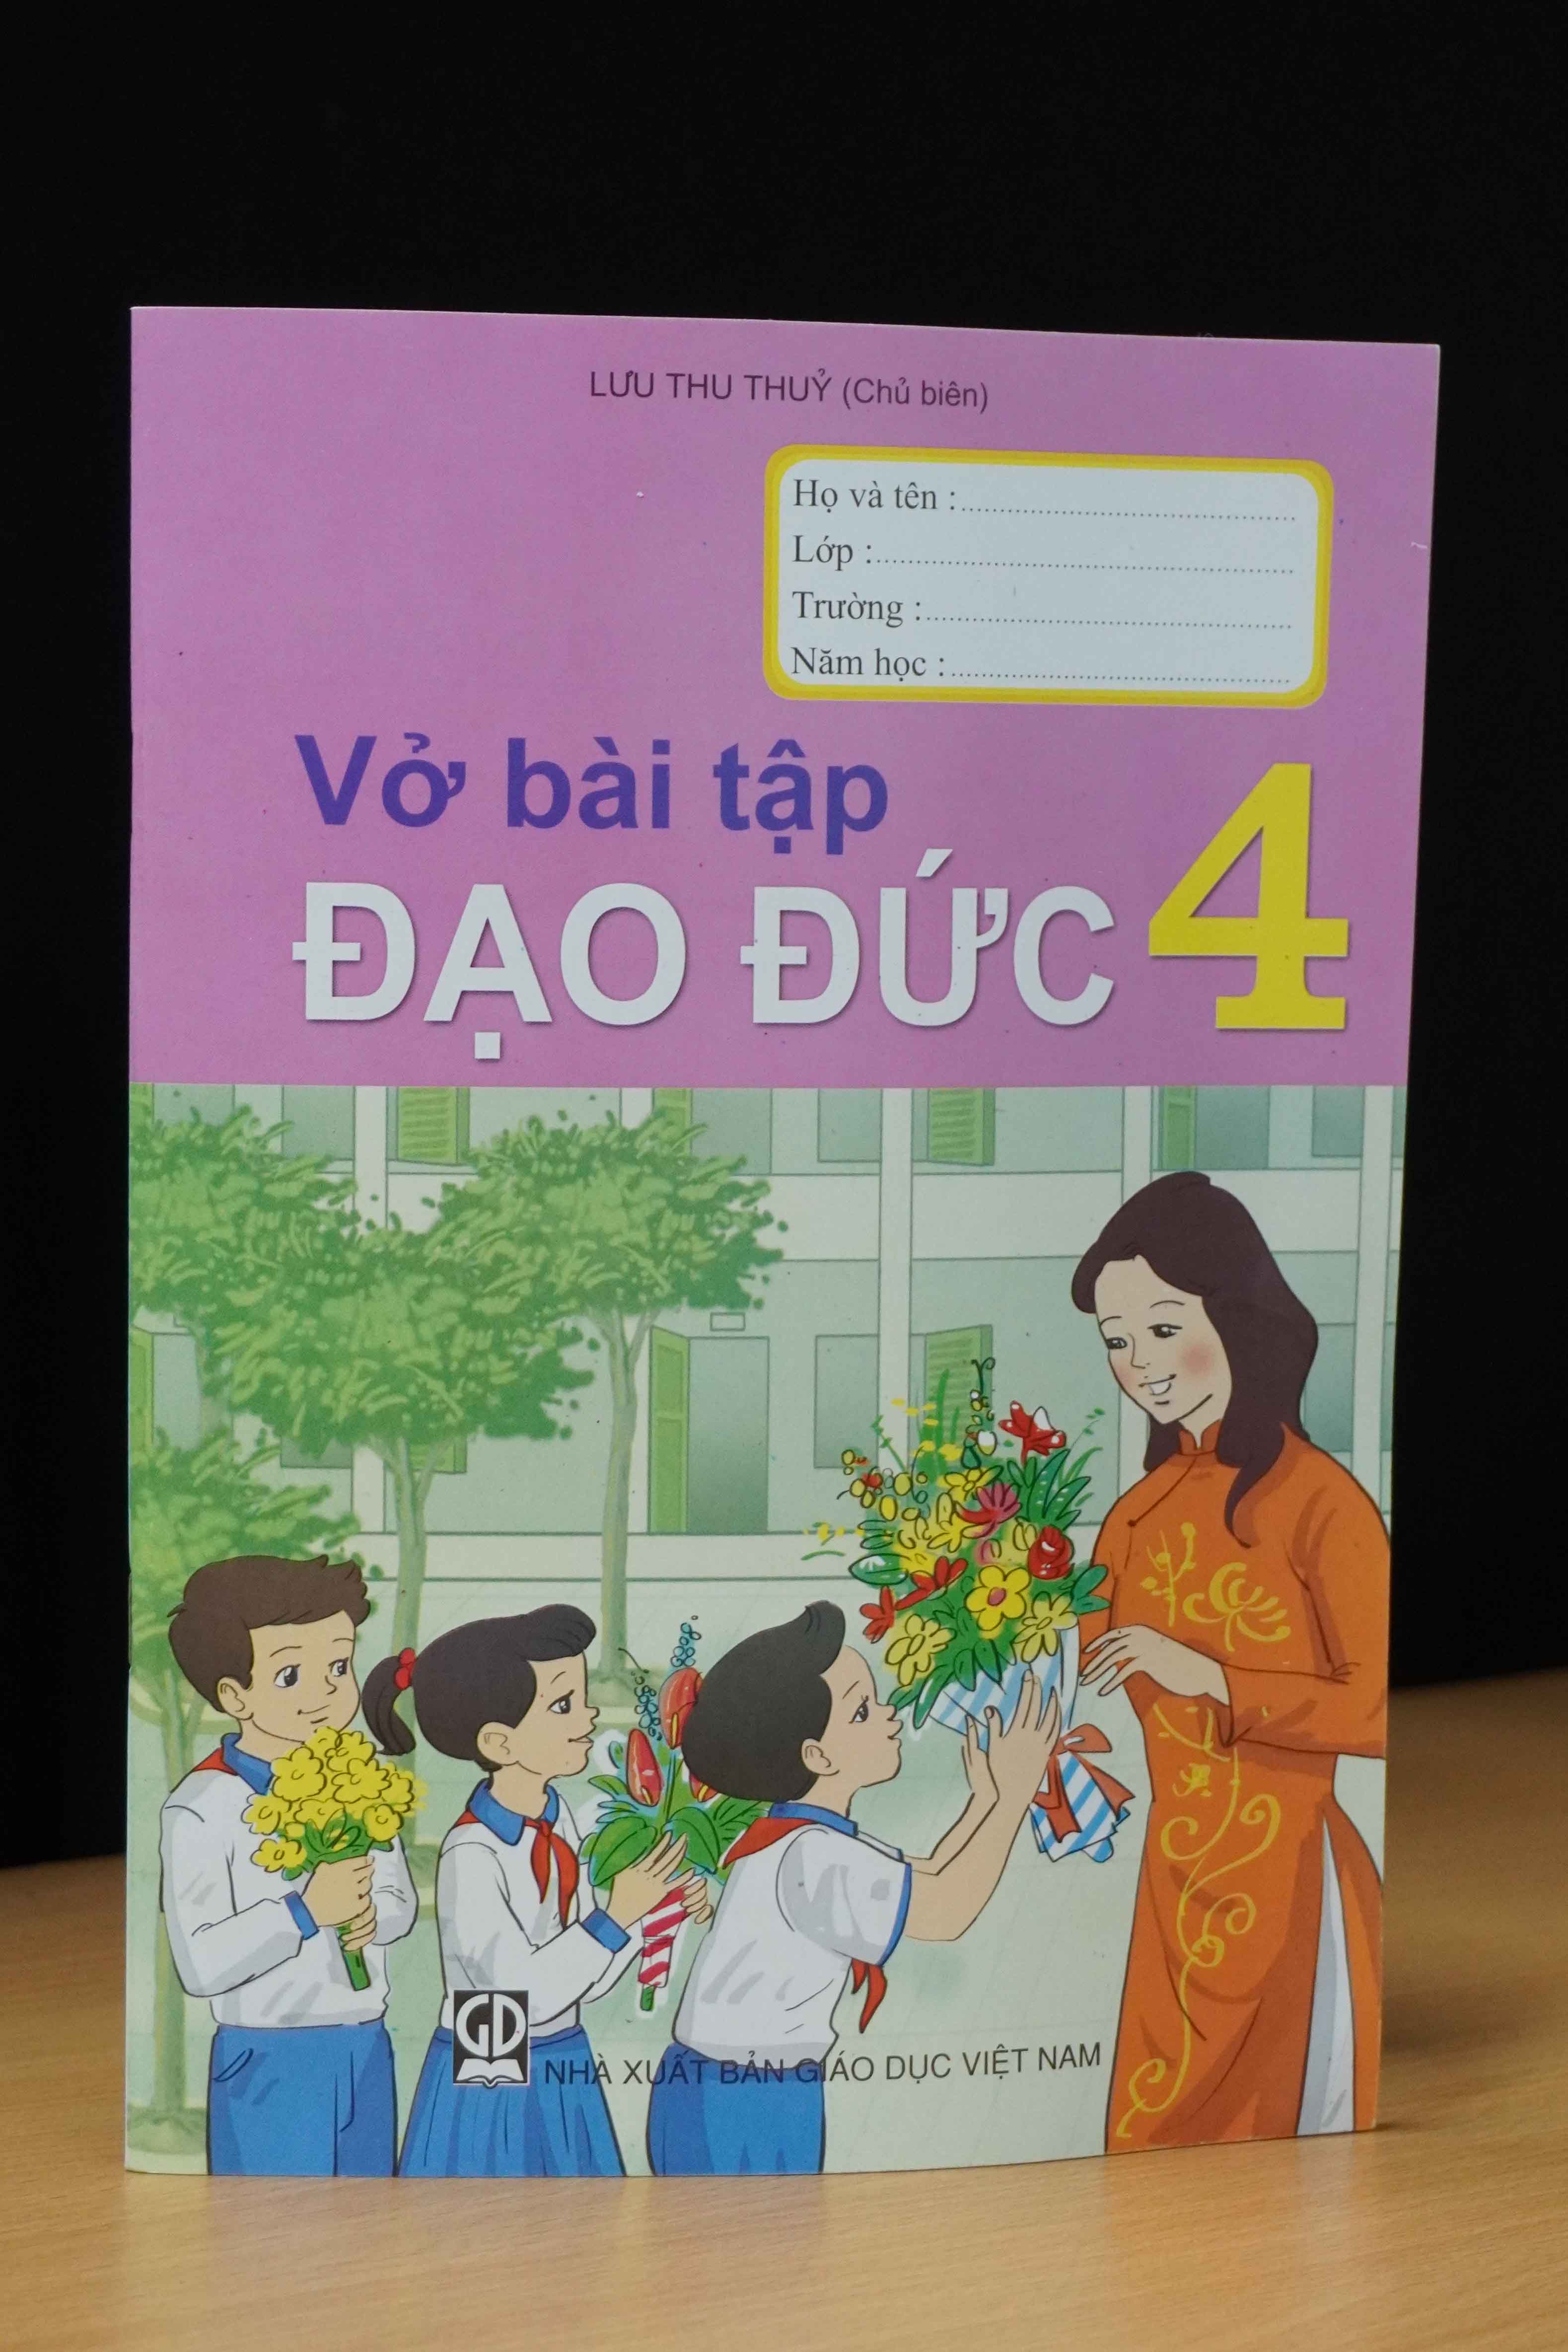 LƯU THU THUỶ (Chủ biên)
Họ và tên :
Lớp :
Trường :
Năm học :
Vở bài tập
ĐẠO ĐỨC 4
GD
NHÀ XUẤT BẢN GIÁO DỤC VIỆT NAM